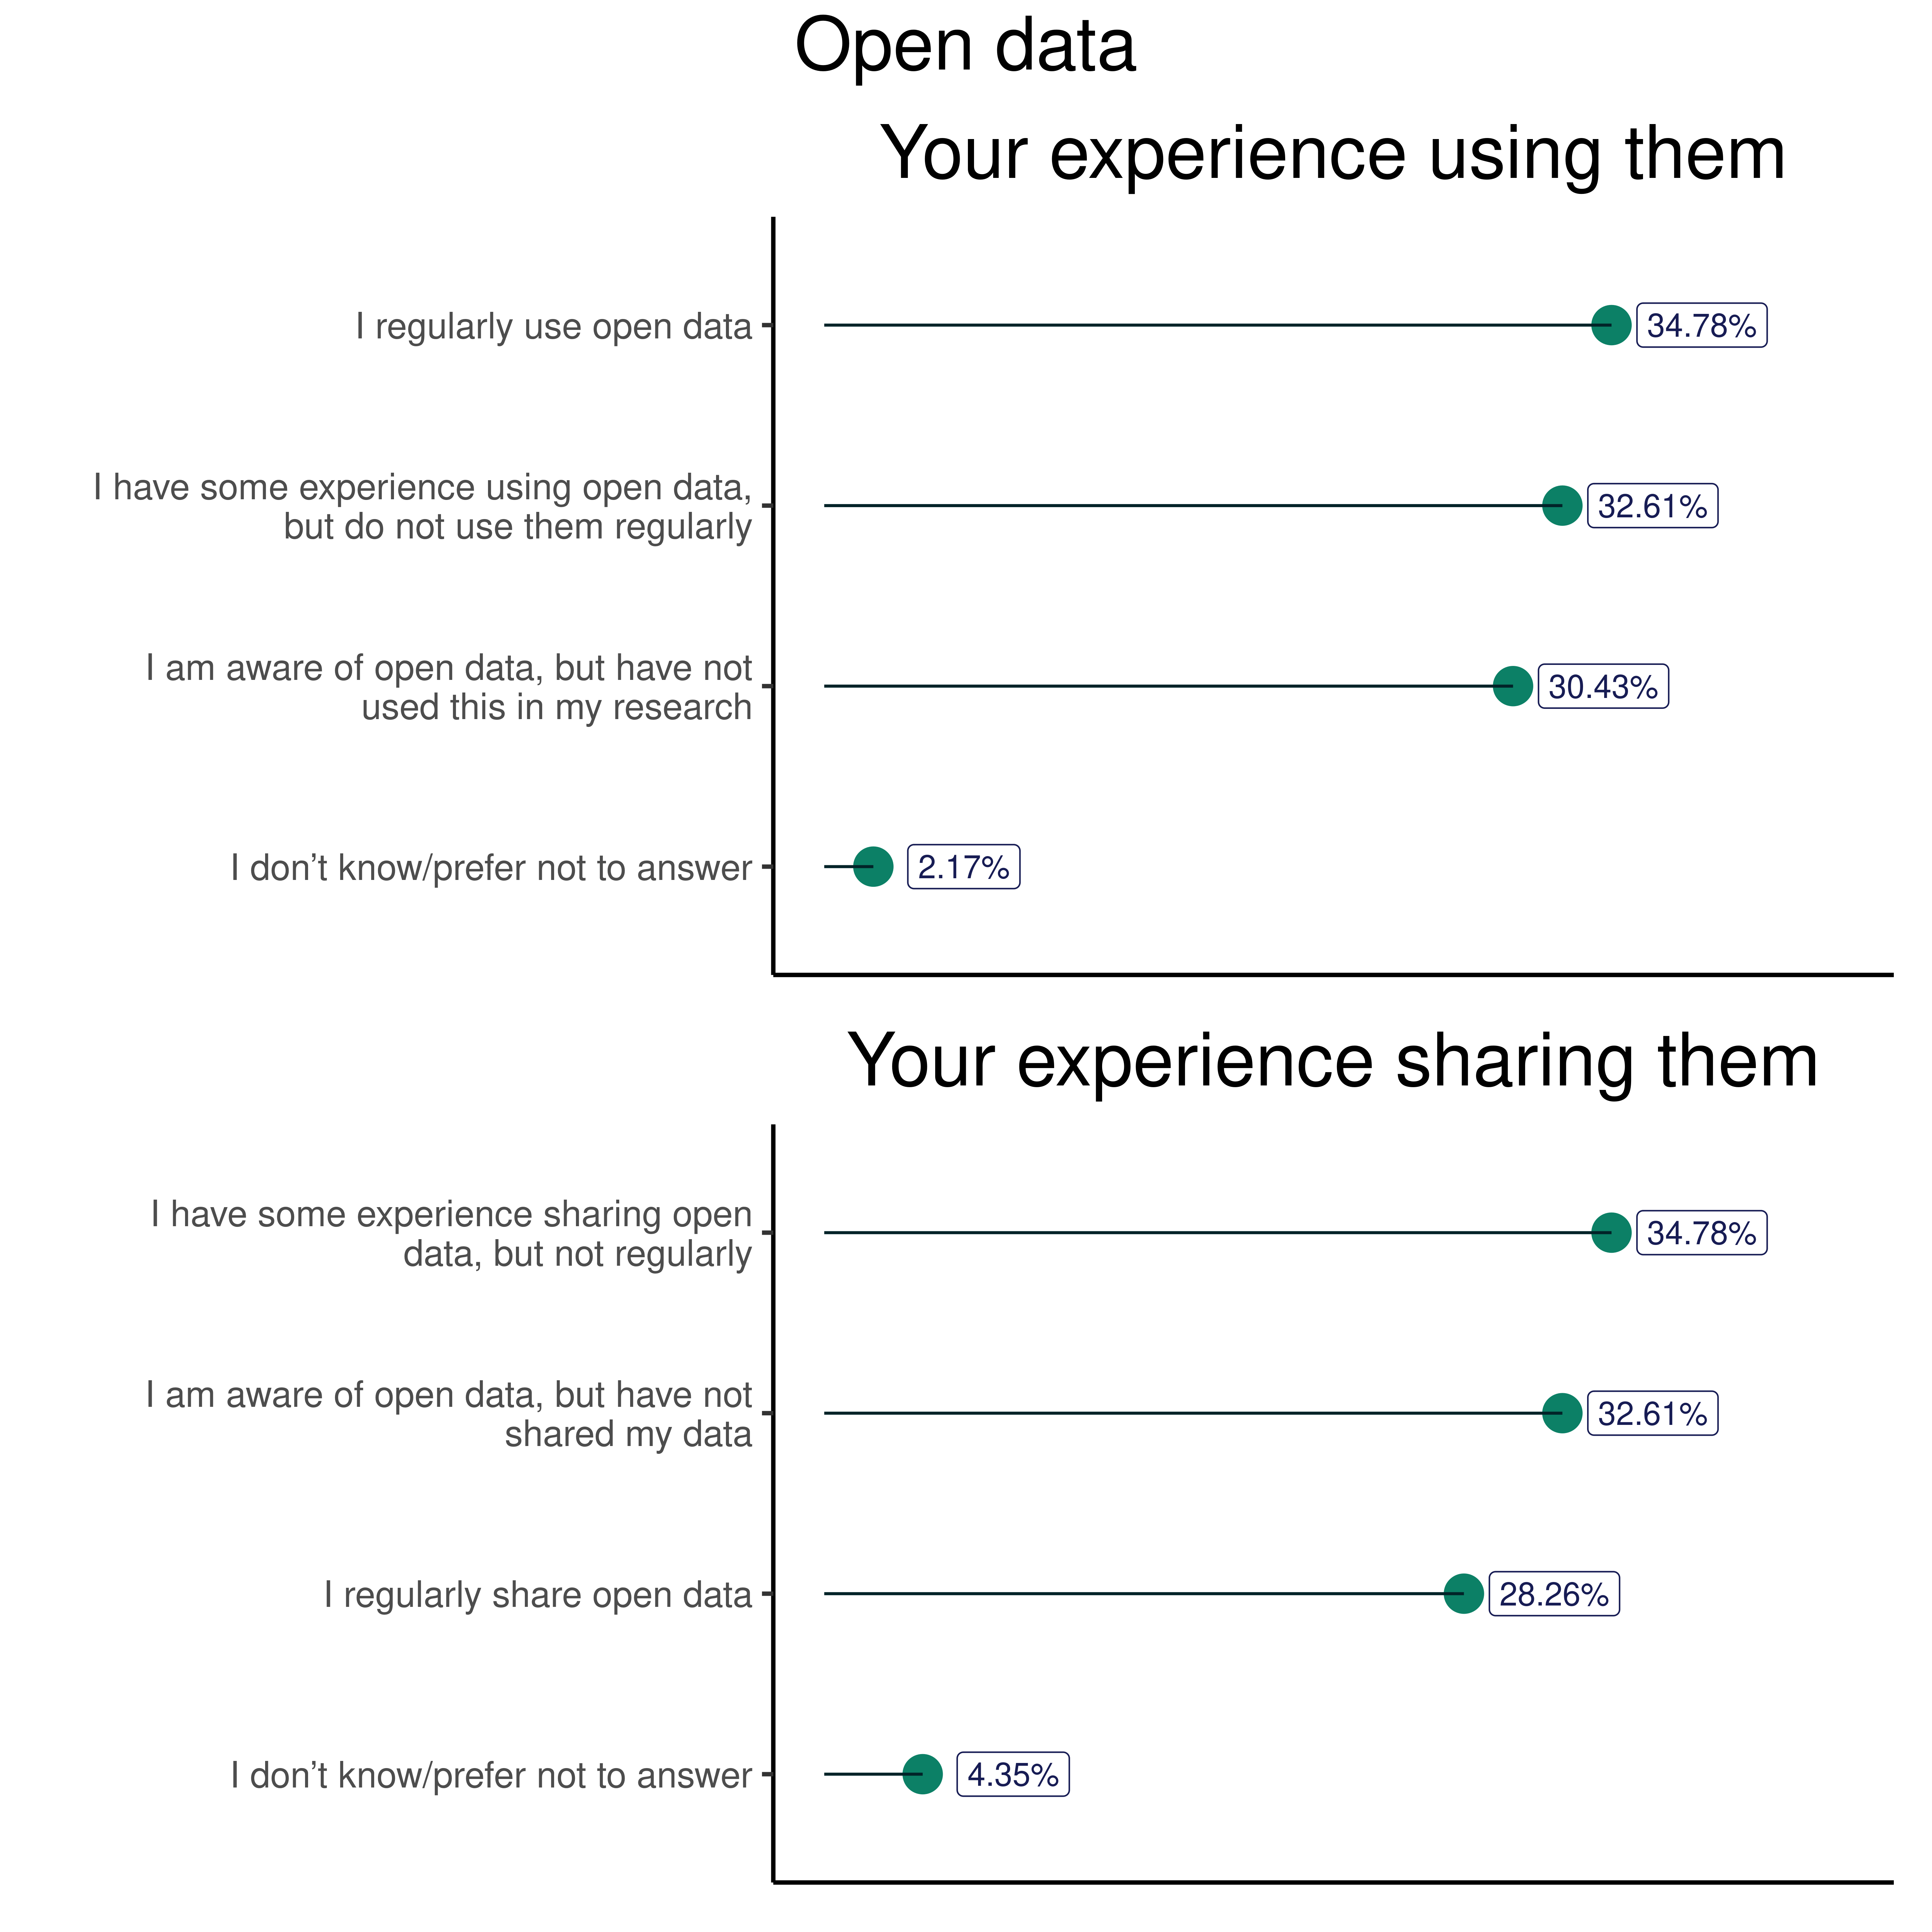 Open data
Your experience using them
I regularly use open data
34.78%
I have some experience using open data,
but do not use them regularly
32.61%
I am aware of open data, but have not
used this in my research
30.43%
I don’t know/prefer not to answer
2.17%
Your experience sharing them
I have some experience sharing open
data, but not regularly
34.78%
I am aware of open data, but have not
shared my data
32.61%
I regularly share open data
28.26%
I don’t know/prefer not to answer
4.35%